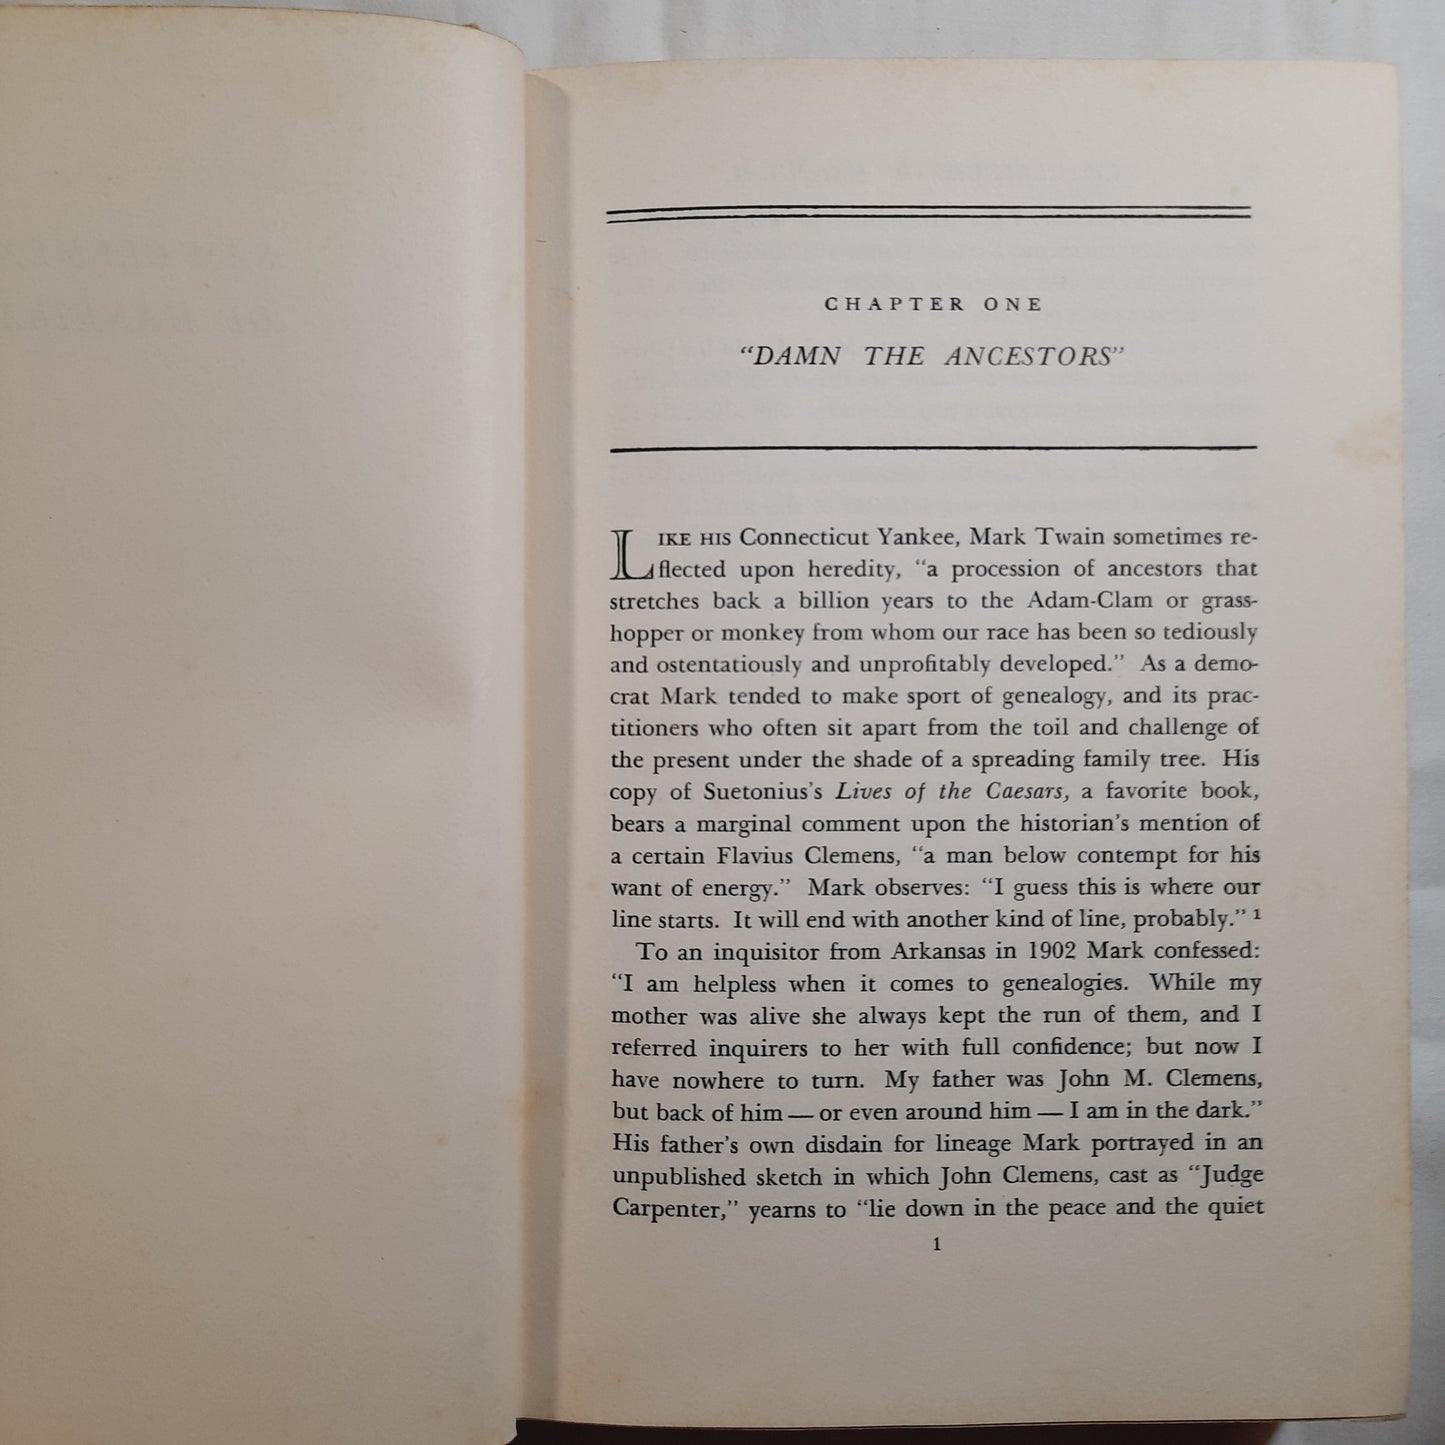 CHAPTER ONE
“DAMN THE ANCESTORS”
LIKE HIS Connecticut Yankee, Mark Twain sometimes re-
flected upon heredity, “a procession of ancestors that
stretches back a billion years to the Adam-Clam or grass-
hopper or monkey from whom our race has been so tediously
and ostentatiously and unprofitably developed.” As a demo-
crat Mark tended to make sport of genealogy, and its prac-
titioners who often sit apart from the toil and challenge of
the present under the shade of a spreading family tree. His
copy of Suetonius’s Lives of the Caesars, a favorite book,
bears a marginal comment upon the historian’s mention of
a certain Flavius Clemens, “a man below contempt for his
want of energy.” Mark observes: “I guess this is where our
line starts. It will end with another kind of line, probably.” 1
To an inquisitor from Arkansas in 1902 Mark confessed:
“I am helpless when it comes to genealogies. While my
mother was alive she always kept the run of them, and I
referred inquirers to her with full confidence; but now I
have nowhere to turn. My father was John M. Clemens,
but back of him — or even around him — I am in the dark.”
His father’s own disdain for lineage Mark portrayed in an
unpublished sketch in which John Clemens, cast as “Judge
Carpenter,” yearns to “lie down in the peace and the quiet
1